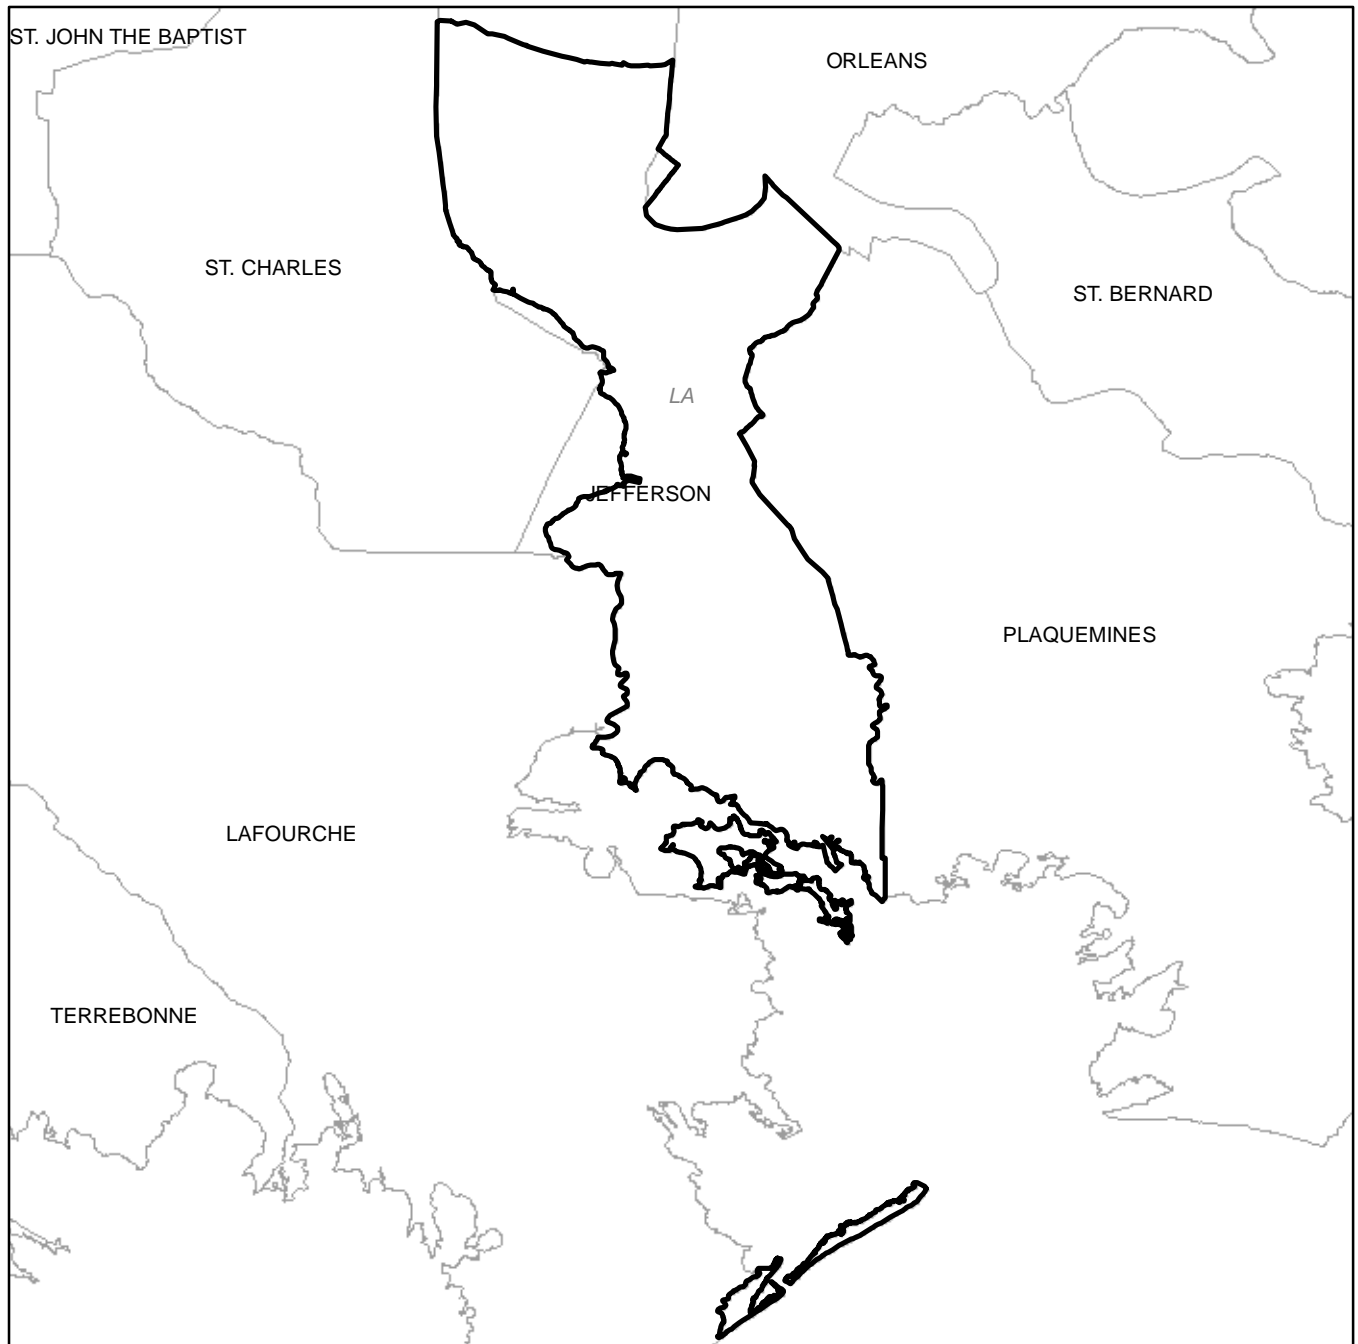 ST. JOHN THE BAPTIST
ORLEANS
ST. CHARLES
ST. BERNARD
LA
JEFFERSON
PLAQUEMINES
LAFOURCHE
TERREBONNE